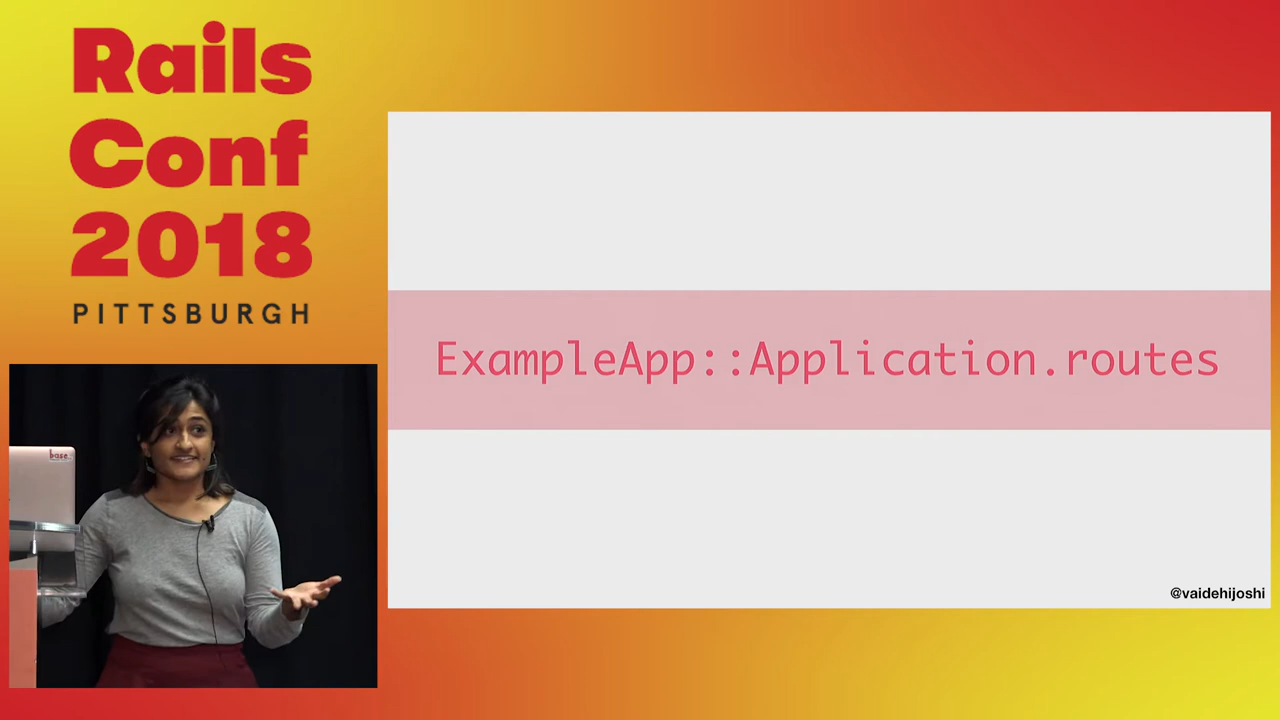 Rails
Conf
2018
PITTSBURGH
base
ExampleApp::Application.routes
@vaidehijoshi